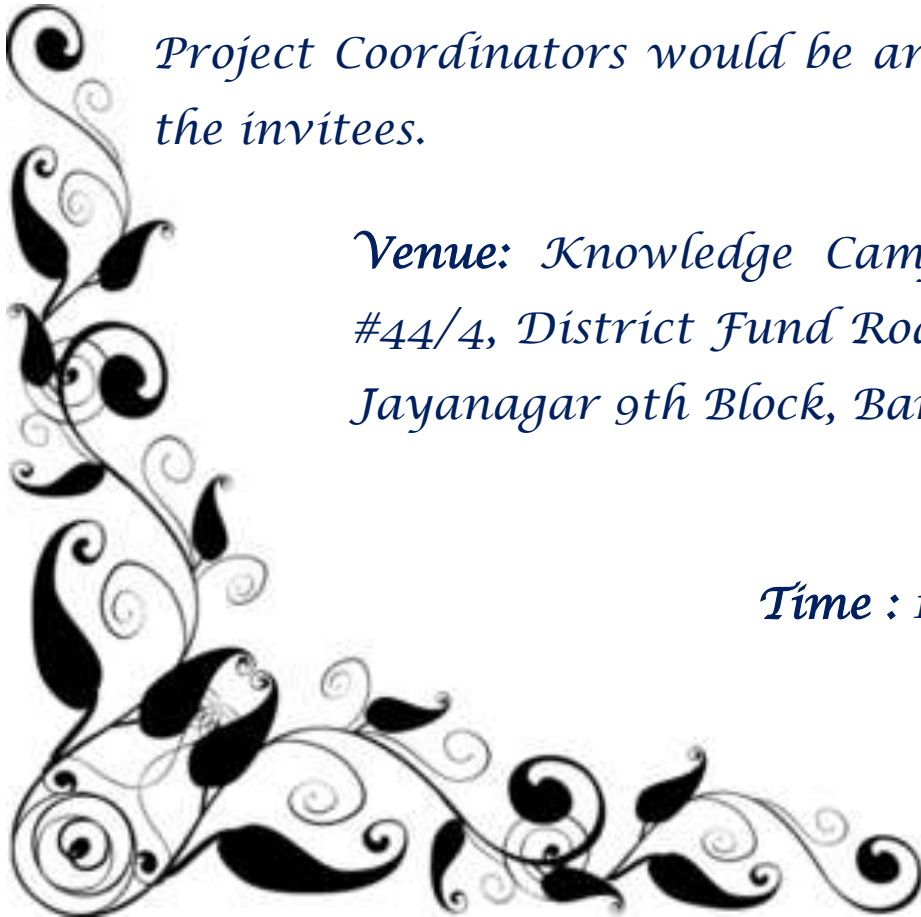 Project Coordinators would be
the invitees.
Venue: Knowledge
#44/4, District Fund
Jayanagar 9th Block,
Time :